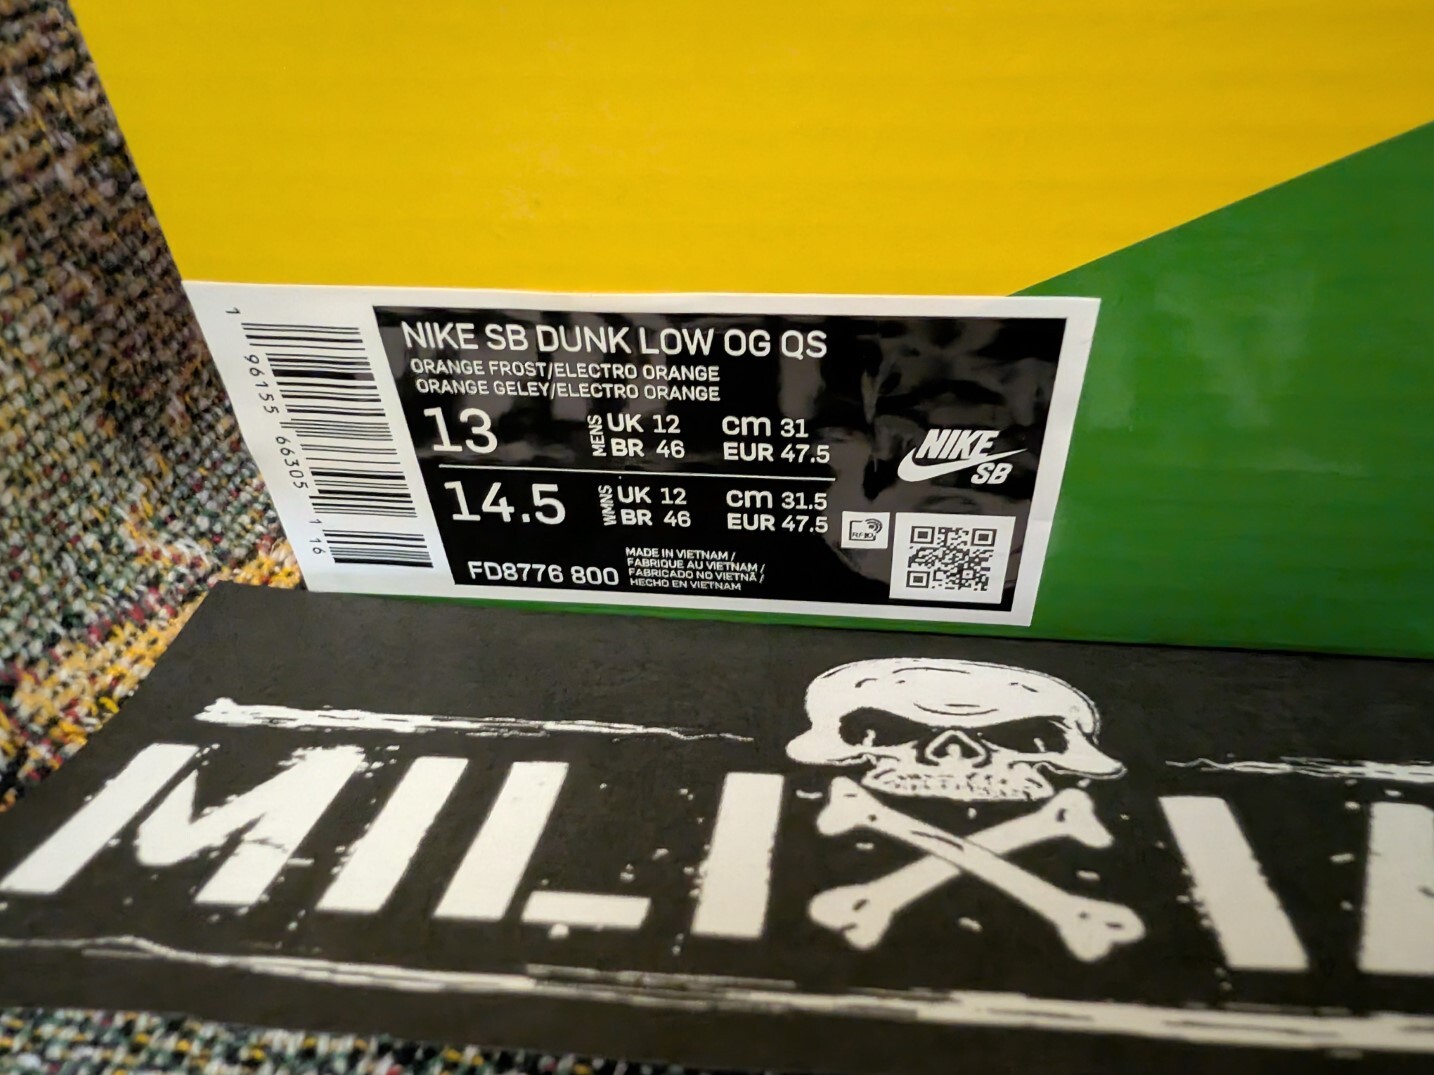 NIKE SB DUNK LOW OG QS
ORANGE FROST/ELECTRO ORANGE
ORANGE GELEY/ELECTRO ORANGE
13
MENS
UK 12
BR 46
cm 31
EUR 47.5
14.5
WMNS
UK 12
BR 46
cm 31.5
EUR 47.5
FD8776 800
MADE IN VIETNAM /
FABRIQUE AU VIETNAM /
FABRICADO NO VIETNÃ /
HECHO EN VIETNAM
NIKE
SB
RFID
1 96155 66305 1 16
MILI